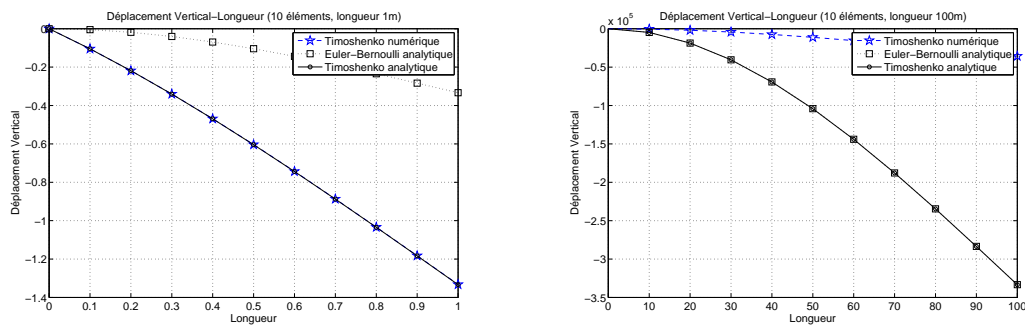 Déplacement Vertical−Longueur (10 éléments, longueur 1m)
Timoshenko numérique
Euler−Bernoulli analytique
Timoshenko analytique
Déplacement Vertical
0
−0.2
−0.4
−0.6
−0.8
−1
−1.2
−1.4
0 0.1 0.2 0.3 0.4 0.5 0.6 0.7 0.8 0.9 1
Longueur
Déplacement Vertical−Longueur (10 éléments, longueur 100m)
x 10^5
Timoshenko numérique
Euler−Bernoulli analytique
Timoshenko analytique
Déplacement Vertical
0
−0.5
−1
−1.5
−2
−2.5
−3
−3.5
0 10 20 30 40 50 60 70 80 90 100
Longueur